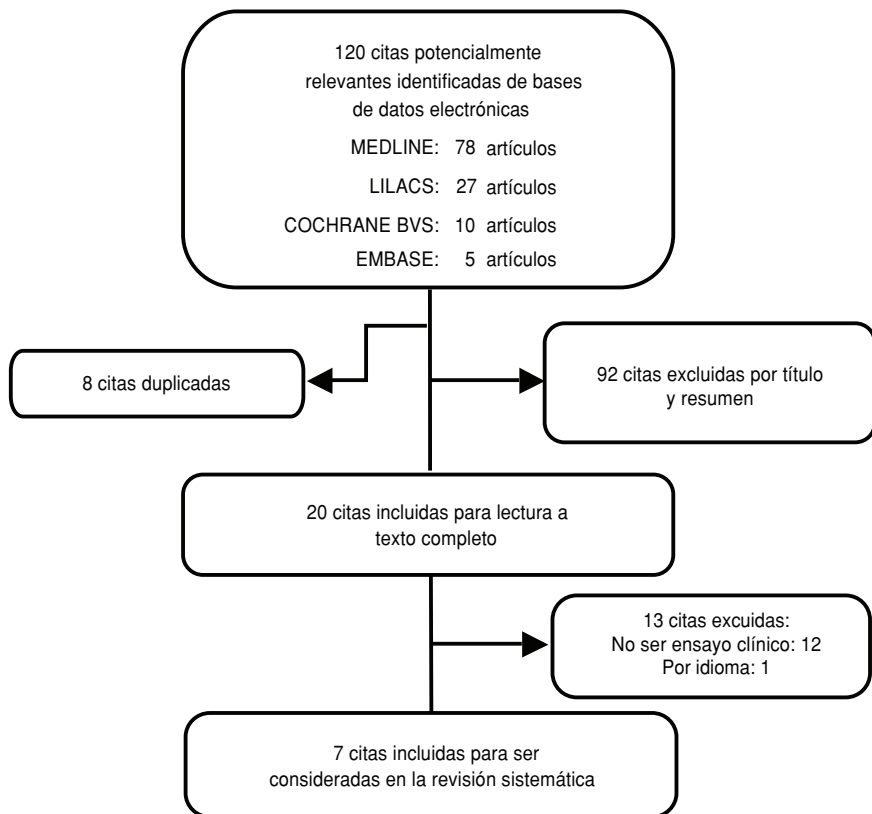 120 citas potencialmente
relevantes identificadas de bases
de datos electrónicas
MEDLINE: 78 artículos
LILACS: 27 artículos
COCHRANE BVS: 10 artículos
EMBASE: 5 artículos
8 citas duplicadas
92 citas excluidas por título
y resumen
20 citas incluidas para lectura a
texto completo
13 citas excuidas:
No ser ensayo clínico: 12
Por idioma: 1
7 citas incluidas para ser
consideradas en la revisión sistemática